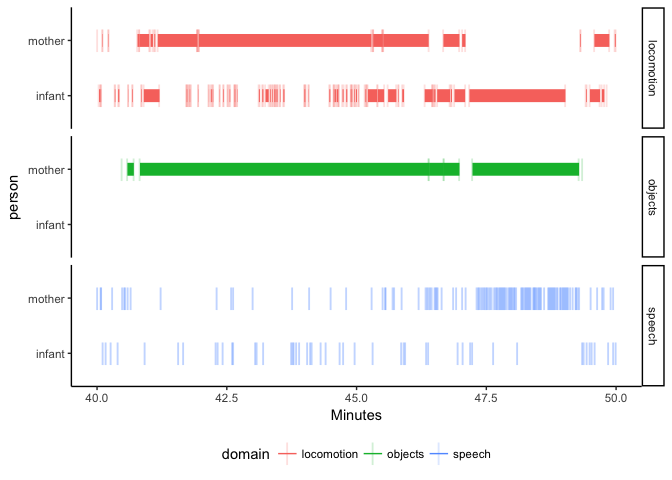 mother
infant
locomotion
mother
infant
objects
mother
infant
speech
person
40.0 42.5 45.0 47.5 50.0
Minutes
domain locomotion objects speech